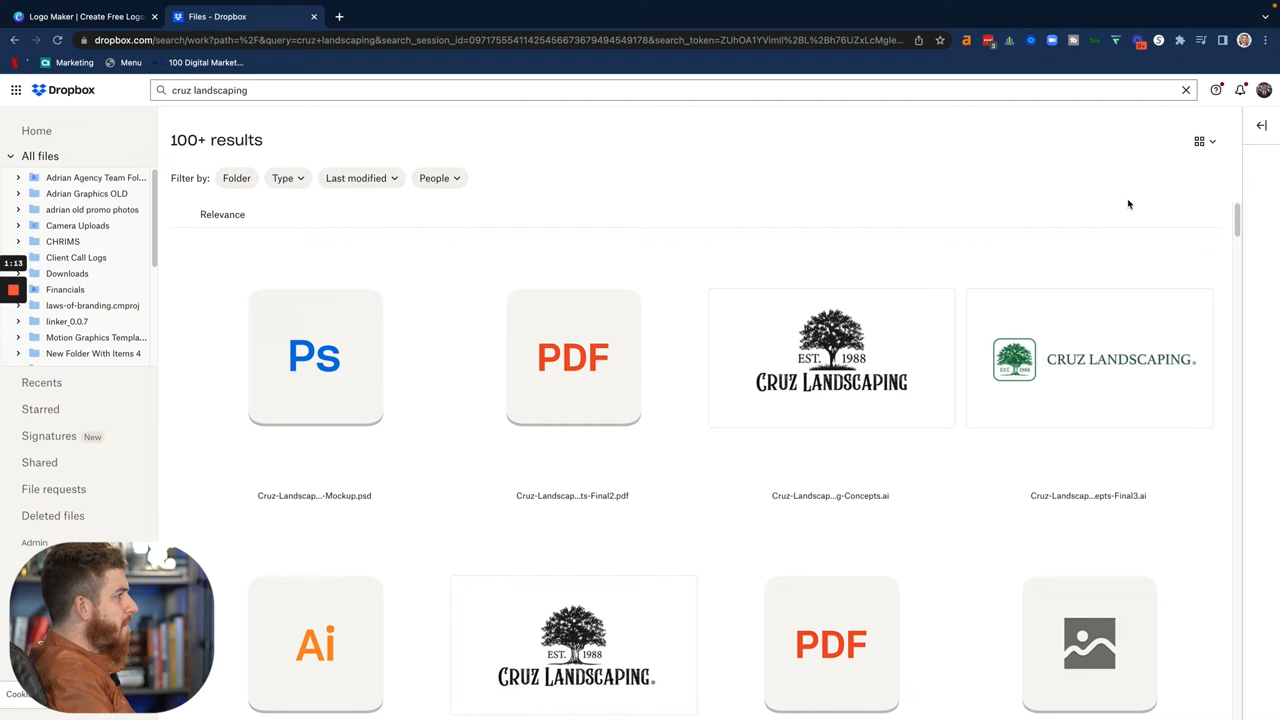 Logo Maker | Create Free Logo
Files - Dropbox
dropbox.com/search/work?path=%2F&query=cruz+landscaping&search_session_id=09717555411425456673679494549178&search_token=ZUhOA1YVimII%2BL%2Bh76UZxLcMgle...
Marketing
Menu
100 Digital Market...
Dropbox
cruz landscaping
Home
All files
Adrian Agency Team Fol...
Adrian Graphics OLD
adrian old promo photos
Camera Uploads
CHRIMS
Client Call Logs
1:13
Downloads
Financials
laws-of-branding.cmproj
linker_0.0.7
Motion Graphics Templa...
New Folder With Items 4
Recents
Starred
Signatures New
Shared
File requests
Deleted files
Admin
100+ results
Filter by: Folder Type Last modified People
Relevance
Ps
PDF
EST. 1988
CRUZ LANDSCAPING
EST. 1988
CRUZ LANDSCAPING®
Cruz-Landscap...-Mockup.psd
Cruz-Landscap...ts-Final2.pdf
Cruz-Landscap...g-Concepts.ai
Cruz-Landscap...epts-Final3.ai
Ai
EST. 1988
CRUZ LANDSCAPING®
PDF